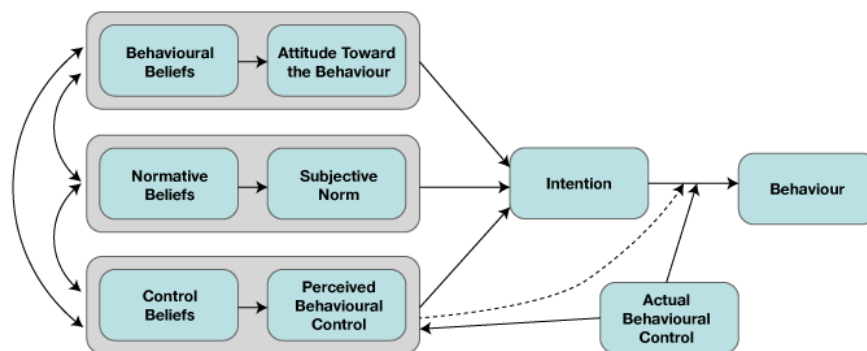 Behavioural
Beliefs
Attitude Toward
the Behaviour
Normative
Beliefs
Subjective
Norm
Intention
Behaviour
Control
Beliefs
Perceived
Behavioural
Control
Actual
Behavioural
Control